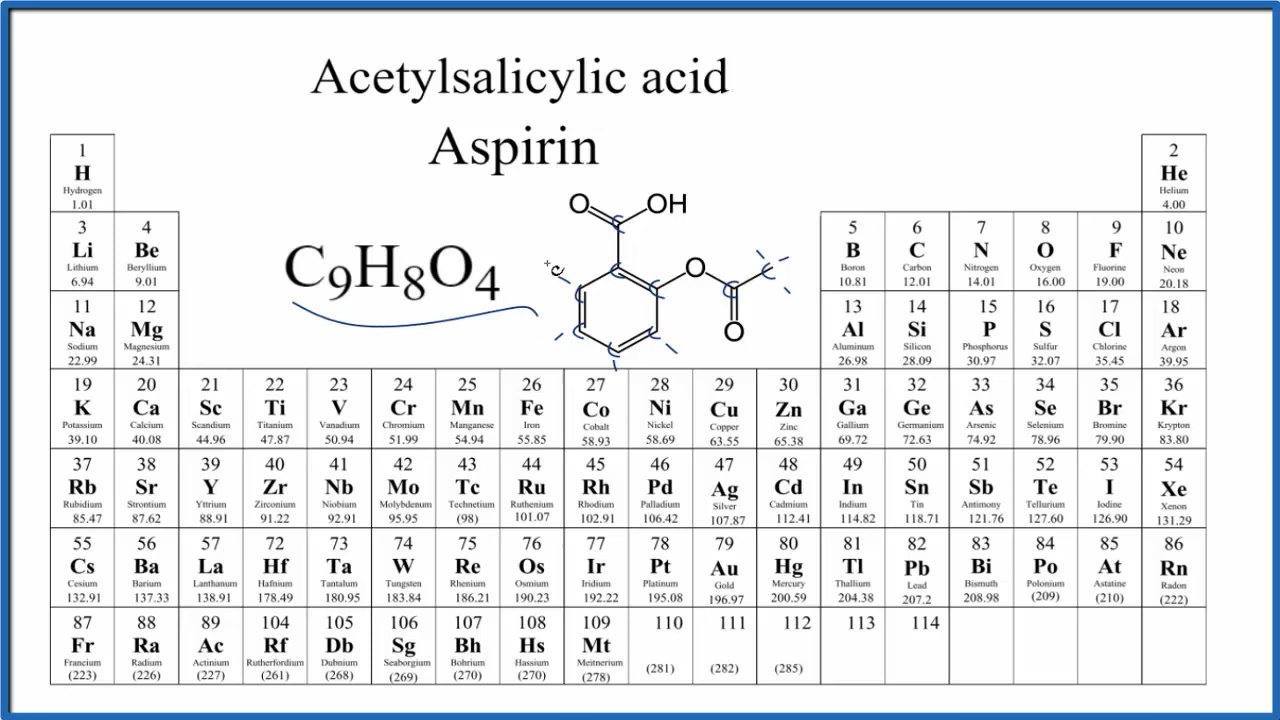 Acetylsalicylic acid
Aspirin
C₉H₈O₄
O OH
O
O
1 2
H He
Hydrogen Helium
1.01 4.00
3 4 5 6 7 8 9 10
Li Be B C N O F Ne
Lithium Beryllium Boron Carbon Nitrogen Oxygen Fluorine Neon
6.94 9.01 10.81 12.01 14.01 16.00 19.00 20.18
11 12 13 14 15 16 17 18
Na Mg Al Si P S Cl Ar
Sodium Magnesium Aluminum Silicon Phosphorus Sulfur Chlorine Argon
22.99 24.31 26.98 28.09 30.97 32.07 35.45 39.95
19 20 21 22 23 24 25 26 27 28 29 30 31 32 33 34 35 36
K Ca Sc Ti V Cr Mn Fe Co Ni Cu Zn Ga Ge As Se Br Kr
Potassium Calcium Scandium Titanium Vanadium Chromium Manganese Iron Cobalt Nickel Copper Zinc Gallium Germanium Arsenic Selenium Bromine Krypton
39.10 40.08 44.96 47.87 50.94 51.99 54.94 55.85 58.93 58.69 63.55 65.38 69.72 72.63 74.92 78.96 79.90 83.80
37 38 39 40 41 42 43 44 45 46 47 48 49 50 51 52 53 54
Rb Sr Y Zr Nb Mo Tc Ru Rh Pd Ag Cd In Sn Sb Te I Xe
Rubidium Strontium Yttrium Zirconium Niobium Molybdenum Technetium Ruthenium Rhodium Palladium Silver Cadmium Indium Tin Antimony Tellurium Iodine Xenon
85.47 87.62 88.91 91.22 92.91 95.95 (98) 101.07 102.91 106.42 107.87 112.41 114.82 118.71 121.76 127.60 126.90 131.29
55 56 57 72 73 74 75 76 77 78 79 80 81 82 83 84 85 86
Cs Ba La Hf Ta W Re Os Ir Pt Au Hg Tl Pb Bi Po At Rn
Cesium Barium Lanthanum Hafnium Tantalum Tungsten Rhenium Osmium Iridium Platinum Gold Mercury Thallium Lead Bismuth Polonium Astatine Radon
132.91 137.33 138.91 178.49 180.95 183.84 186.21 190.23 192.22 195.08 196.97 200.59 204.38 207.2 208.98 (209) (210) (222)
87 88 89 104 105 106 107 108 109 110 111 112 113 114
Fr Ra Ac Rf Db Sg Bh Hs Mt
Francium Radium Actinium Rutherfordium Dubnium Seaborgium Bohrium Hassium Meitnerium
(223) (226) (227) (261) (268) (269) (270) (270) (278) (281) (282) (285)